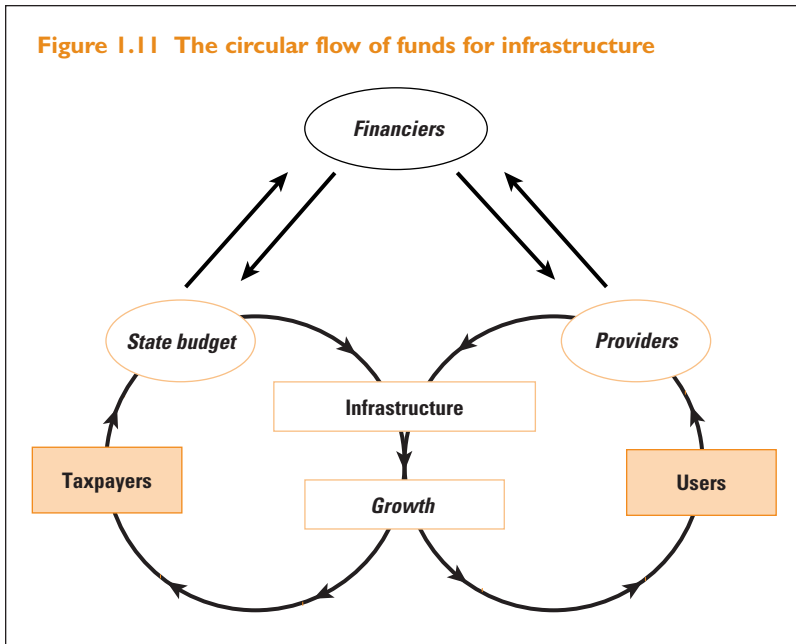 Figure 1.11 The circular flow of funds for infrastructure
Financiers
State budget
Providers
Infrastructure
Taxpayers
Growth
Users